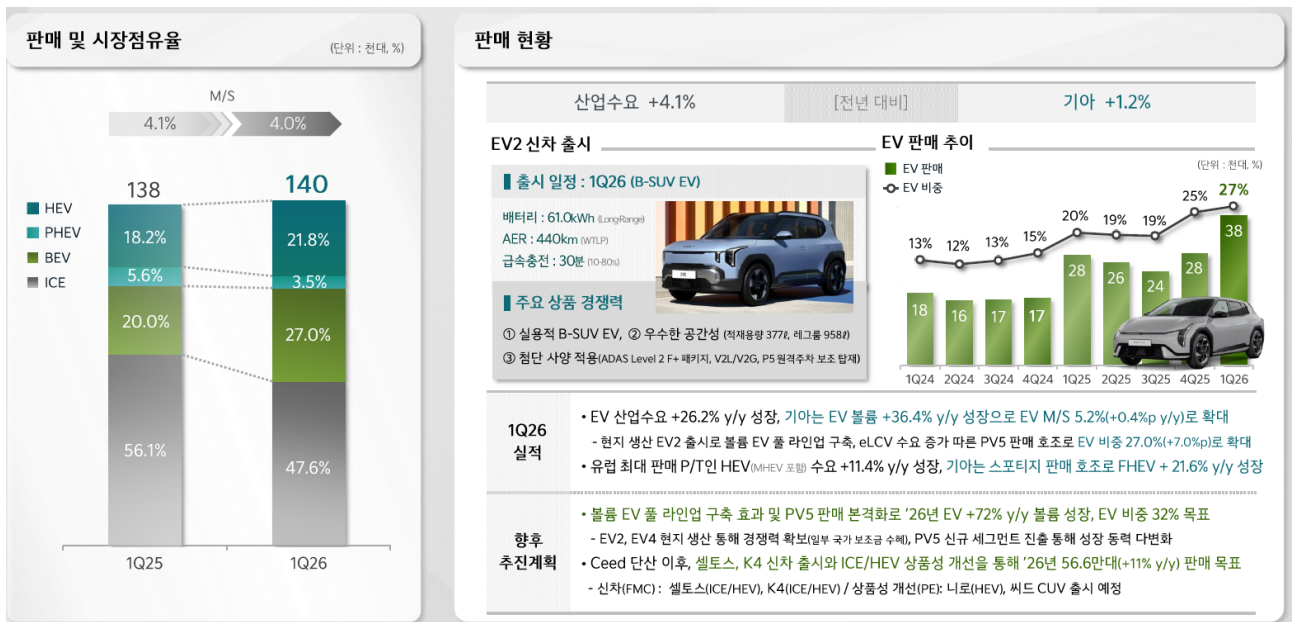 판매 및 시장점유율
(단위 : 천대, %)
M/S
4.1%
4.0%
138
140
HEV
PHEV
BEV
ICE
18.2%
5.6%
20.0%
56.1%
21.8%
3.5%
27.0%
47.6%
1Q25
1Q26
판매 현황
산업수요 +4.1%
[전년 대비]
기아 +1.2%
EV2 신차 출시
출시 일정 : 1Q26 (B-SUV EV)
배터리 : 61.0kWh (Long-Range)
AER : 440km (WTLP)
급속충전 : 30분 (10-80%)
주요 상품 경쟁력
① 실용적 B-SUV EV, ② 우수한 공간성 (적재용량 377ℓ, 레그룸 958ℓ)
③ 첨단 사양 적용(ADAS Level 2 F+ 패키지, V2L/V2G, P5 원격주차 보조 탑재)
EV 판매 추이
(단위 : 천대, %)
EV 판매
EV 비중
13%
12%
13%
15%
20%
19%
19%
25%
27%
18
16
17
17
28
26
24
28
38
1Q24
2Q24
3Q24
4Q24
1Q25
2Q25
3Q25
4Q25
1Q26
1Q26
실적
• EV 산업수요 +26.2% y/y 성장, 기아는 EV 볼륨 +36.4% y/y 성장으로 EV M/S 5.2%(+0.4%p y/y)로 확대
- 현지 생산 EV2 출시로 볼륨 EV 풀 라인업 구축, eLCV 수요 증가 따른 PV5 판매 호조로 EV 비중 27.0%(+7.0%p)로 확대
• 유럽 최대 판매 P/T인 HEV(MHEV 포함) 수요 +11.4% y/y 성장, 기아는 스포티지 판매 호조로 FHEV + 21.6% y/y 성장
향후
추진계획
• 볼륨 EV 풀 라인업 구축 효과 및 PV5 판매 본격화로 ’26년 EV +72% y/y 볼륨 성장, EV 비중 32% 목표
- EV2, EV4 현지 생산 통해 경쟁력 확보(일부 국가 보조금 수혜), PV5 신규 세그먼트 진출 통해 성장 동력 다변화
• Ceed 단산 이후, 셀토스, K4 신차 출시와 ICE/HEV 상품성 개선을 통해 ’26년 56.6만대(+11% y/y) 판매 목표
- 신차(FMC) : 셀토스(ICE/HEV), K4(ICE/HEV) / 상품성 개선(PE): 니로(HEV), 씨드 CUV 출시 예정